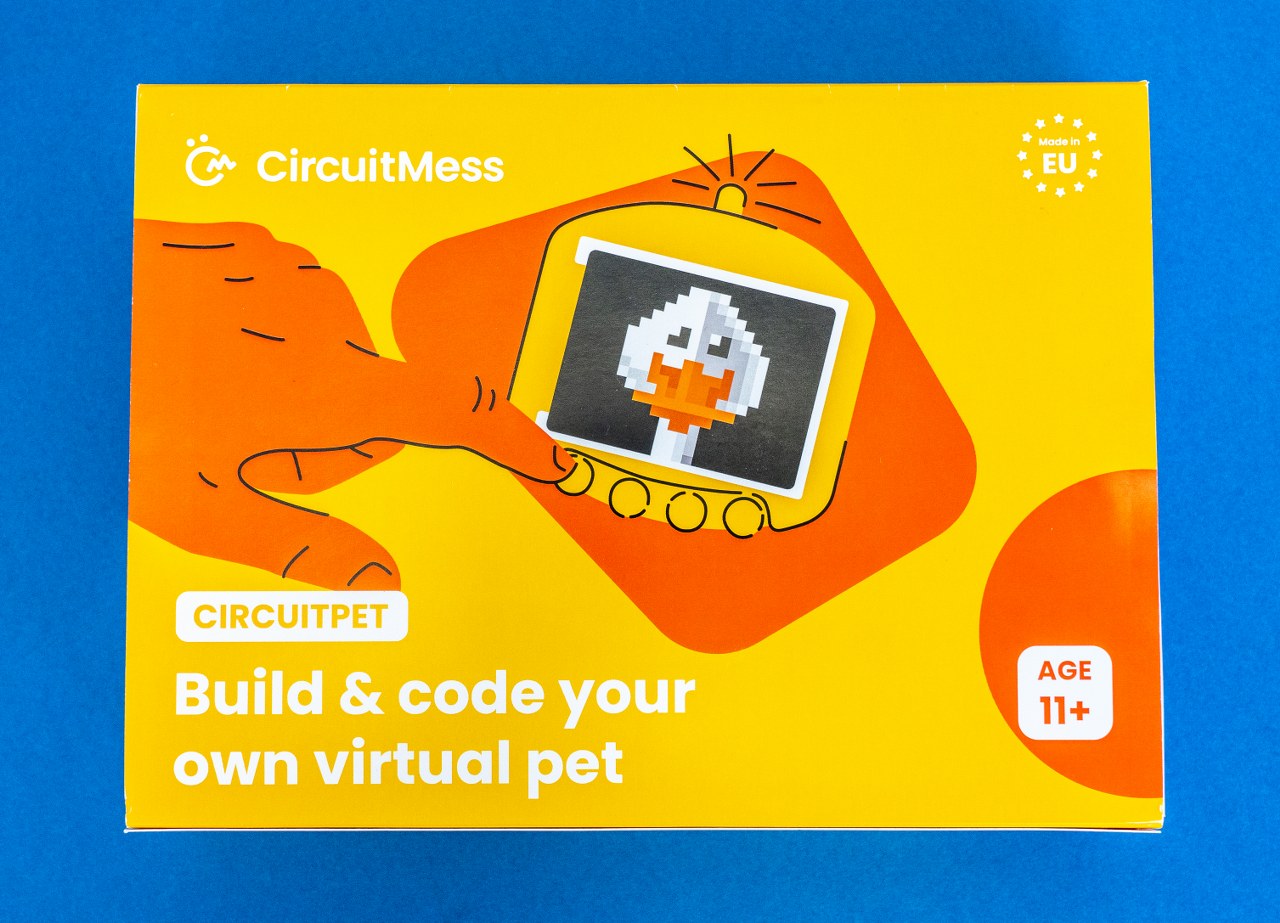 CircuitMess
Made in
EU
CIRCUITPET
Build & code your
own virtual pet
AGE
11+